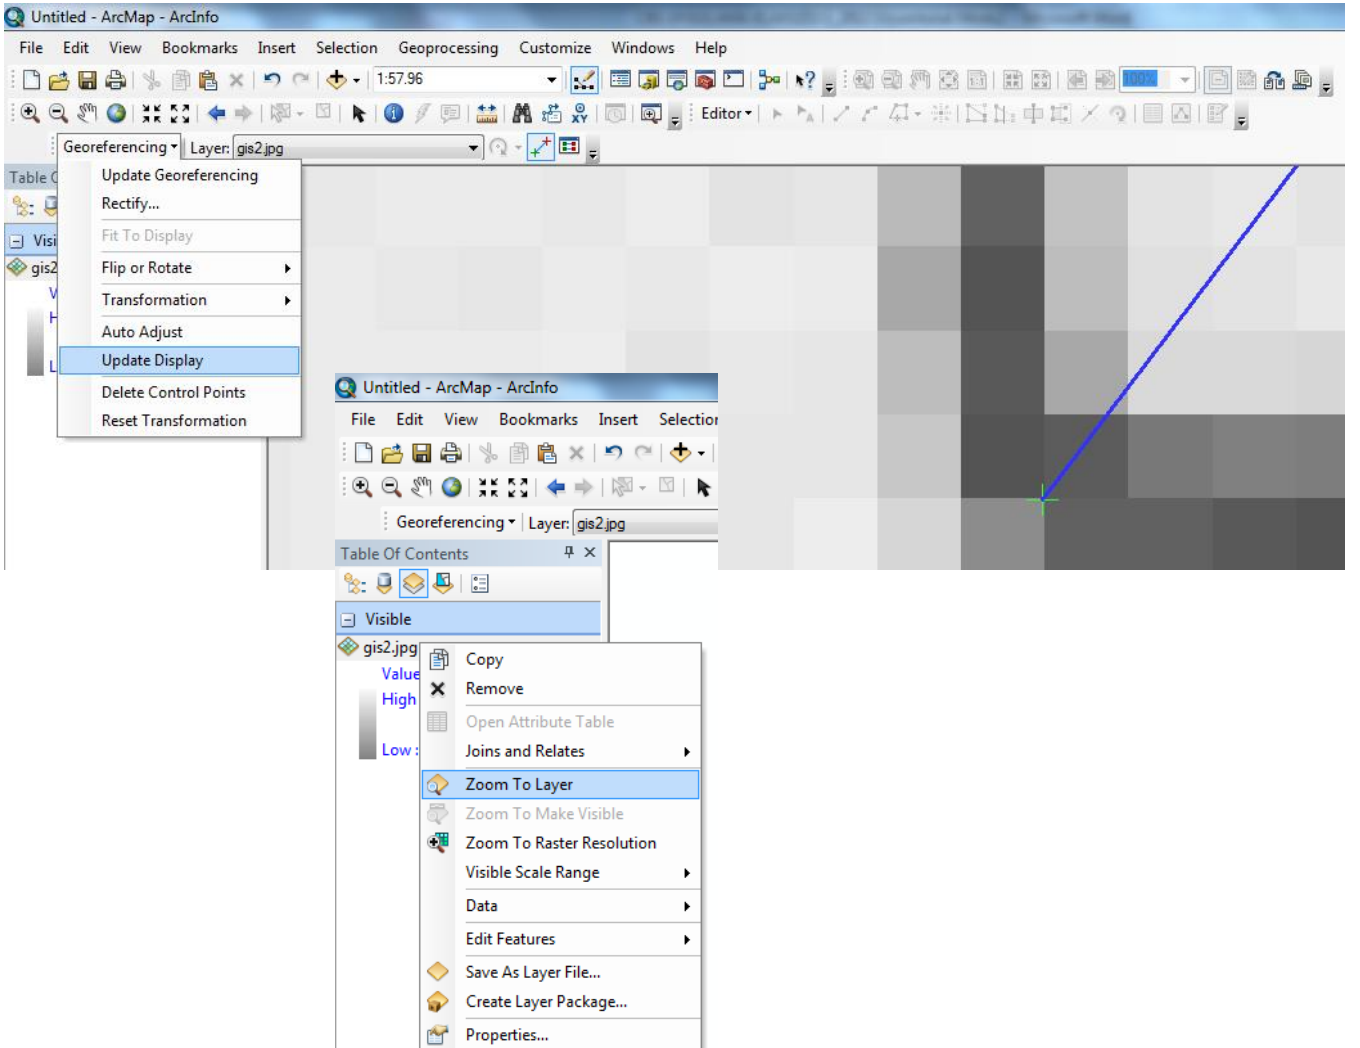 Untitled - ArcMap - ArcInfo
File Edit View Bookmarks Insert Selection Geoprocessing Customize Windows Help
1:57.96 100%
Editor
Georeferencing Layer: gis2.jpg
Table
Update Georeferencing
Rectify...
Fit To Display
Visi
Flip or Rotate
gis2
Transformation
Auto Adjust
Update Display
Delete Control Points
Reset Transformation
Untitled - ArcMap - ArcInfo
File Edit View Bookmarks Insert Selection
Georeferencing Layer: gis2.jpg
Table Of Contents
Visible
gis2.jpg
Value
High
Low :
Copy
Remove
Open Attribute Table
Joins and Relates
Zoom To Layer
Zoom To Make Visible
Zoom To Raster Resolution
Visible Scale Range
Data
Edit Features
Save As Layer File...
Create Layer Package...
Properties...